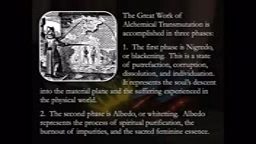 The Great Work of
Alchemical Transmutation is
accomplished in three phases:
1. The first phase is Nigredo,
or blackening. This is a state
of putrefaction, corruption,
dissolution, and individuation.
It represents the soul's descent
into the material plane and the suffering experienced in
the physical world.
2. The second phase is Albedo, or whitening. Albedo
represents the process of spiritual purification, the
burnout of impurities, and the sacred feminine essence.